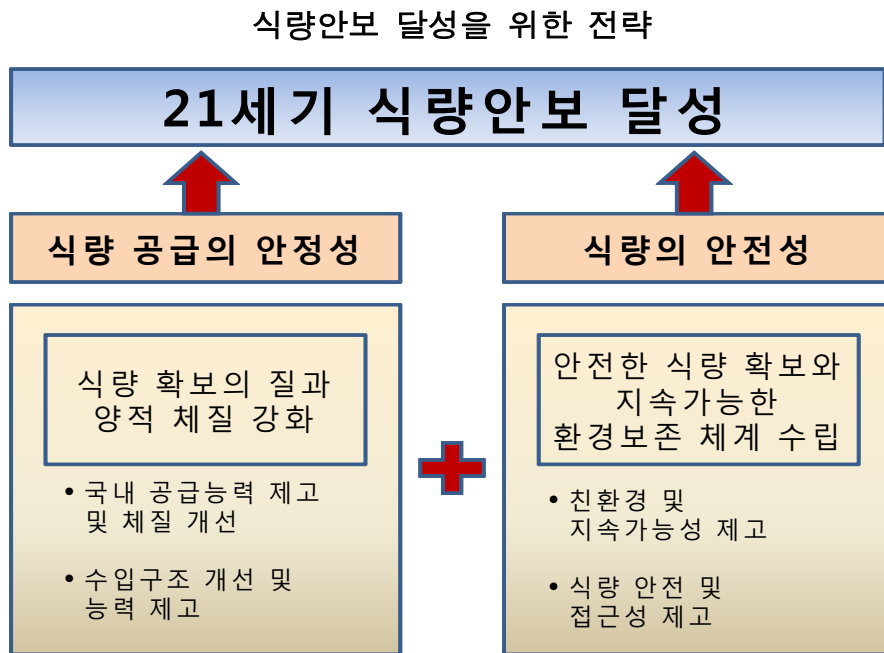 식량안보 달성을 위한 전략
21세기 식량안보 달성
식량 공급의 안정성
식량 확보의 질과
양적 체질 강화
• 국내 공급능력 제고
및 체질 개선
• 수입구조 개선 및
능력 제고
식량의 안전성
안전한 식량 확보와
지속가능한
환경보존 체계 수립
• 친환경 및
지속가능성 제고
• 식량 안전 및
접근성 제고